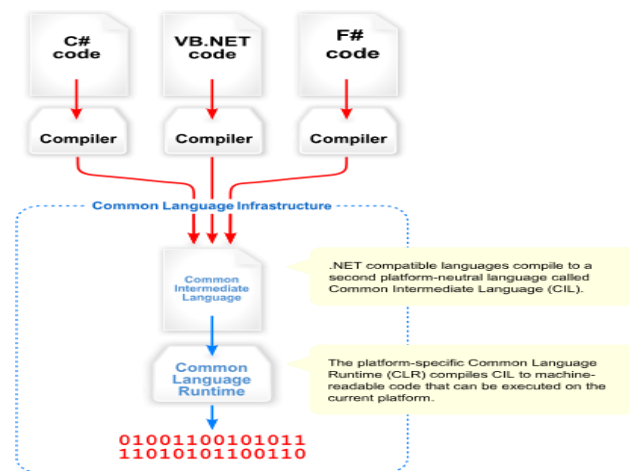 C#
code
VB.NET
code
F#
code
Compiler
Compiler
Compiler
Common Language Infrastructure
Common
Intermediate
Language
.NET compatible languages compile to a
second platform-neutral language called
Common Intermediate Language (CIL).
Common
Language
Runtime
The platform-specific Common Language
Runtime (CLR) compiles CIL to machine-
readable code that can be executed on the
current platform.
01001100101011
11010101100110